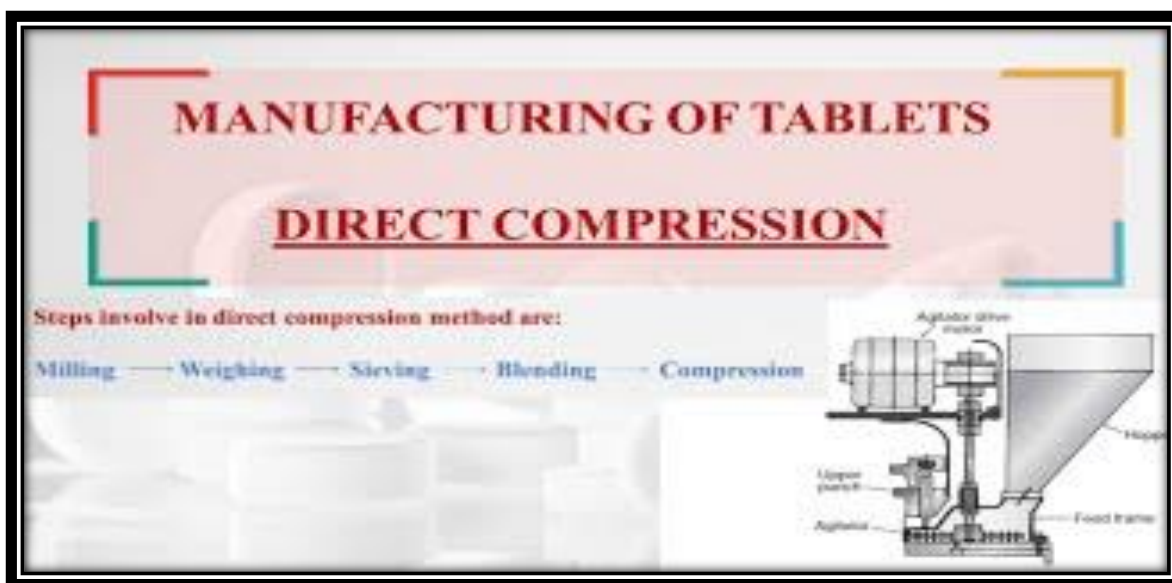 MANUFACTURING OF TABLETS
DIRECT COMPRESSION
Steps involve in direct compression method are:
Milling → Weighing → Sieving → Blending → Compression
Agitator drive
motor
Upper
punch
Agitator
Feed frame